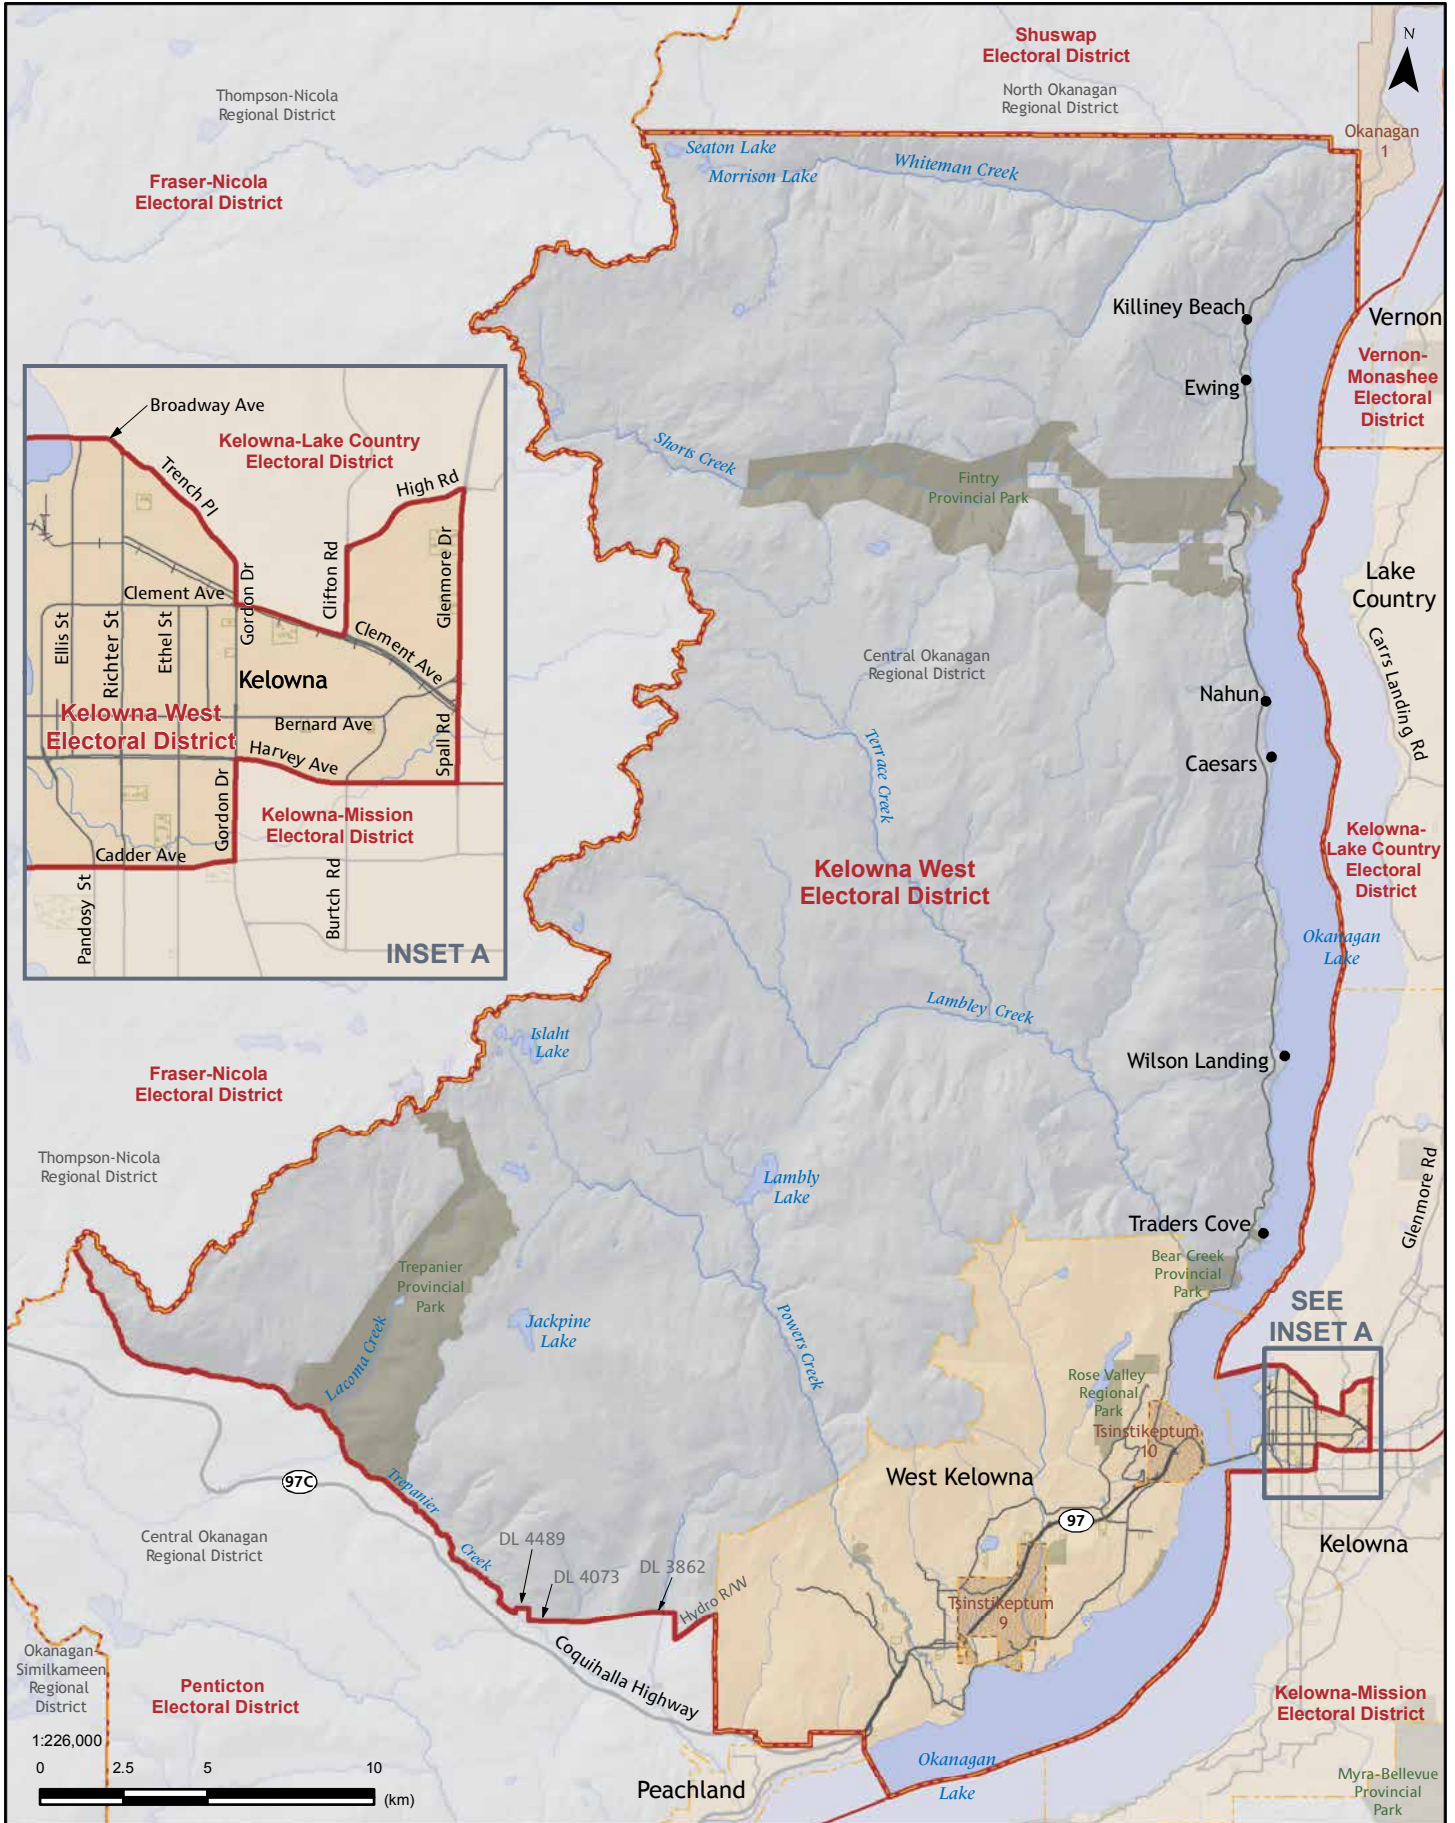 Shuswap
Electoral District
N
Thompson-Nicola
Regional District
North Okanagan
Regional District
Okanagan
1
Seaton Lake
Morrison Lake
Whiteman Creek
Fraser-Nicola
Electoral District
Killiney Beach
Vernon
Vernon-
Monashee
Electoral
District
Ewing
Broadway Ave
Kelowna-Lake Country
Electoral District
Trench Pl
High Rd
Clifton Rd
Glenmore Dr
Gordon Dr
Clement Ave
Ellis St
Richter St
Ethel St
Clement Ave
Kelowna
Kelowna West
Electoral District
Bernard Ave
Harvey Ave
Spall Rd
Gordon Dr
Kelowna-Mission
Electoral District
Cadder Ave
Pandosy St
Burtch Rd
INSET A
Shorts Creek
Fintry
Provincial Park
Lake
Country
Carrs Landing Rd
Central Okanagan
Regional District
Nahun
Terrace Creek
Caesars
Kelowna-
Lake Country
Electoral
District
Kelowna West
Electoral District
Okanagan
Lake
Lambley Creek
Islaht
Lake
Wilson Landing
Fraser-Nicola
Electoral District
Thompson-Nicola
Regional District
Lambly
Lake
Glenmore Rd
Traders Cove
Bear Creek
Provincial
Park
Trepanier
Provincial
Park
Lacoma Creek
Jackpine
Lake
Powers Creek
SEE
INSET A
Rose Valley
Regional
Park
Tsinstikeptum
10
97C
Trepanier
Creek
West Kelowna
97
Kelowna
Central Okanagan
Regional District
DL 4489
DL 4073
DL 3862
Hydro R/W
Tsinstikeptum
9
Coquihalla Highway
Okanagan-
Similkameen
Regional
District
Penticton
Electoral District
Kelowna-Mission
Electoral District
1:226,000
0 2.5 5 10
(km)
Peachland
Okanagan
Lake
Myra-Bellevue
Provincial
Park